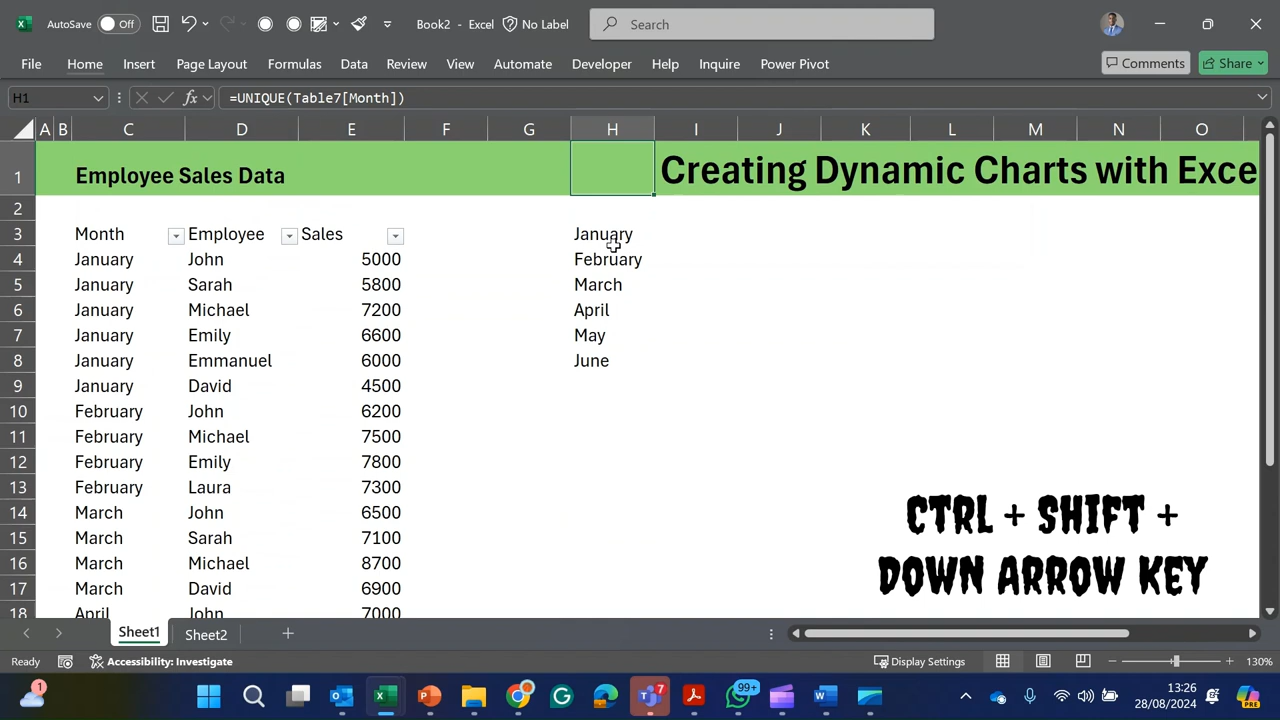 AutoSave Off Book2 - Excel No Label Search
File Home Insert Page Layout Formulas Data Review View Automate Developer Help Inquire Power Pivot Comments Share
H1 fx =UNIQUE(Table7[Month])
A B C D E F G H I J K L M N O
1 Employee Sales Data Creating Dynamic Charts with Exce
2
3 Month Employee Sales January
4 January John 5000 February
5 January Sarah 5800 March
6 January Michael 7200 April
7 January Emily 6600 May
8 January Emmanuel 6000 June
9 January David 4500
10 February John 6200
11 February Michael 7500
12 February Emily 7800
13 February Laura 7300
14 March John 6500
15 March Sarah 7100
16 March Michael 8700
17 March David 6900
18 April John 7000
CTRL + SHIFT +
DOWN ARROW KEY
Sheet1 Sheet2
Ready Accessibility: Investigate Display Settings 130%
1 7 99+ 13:26 PRE
28/08/2024